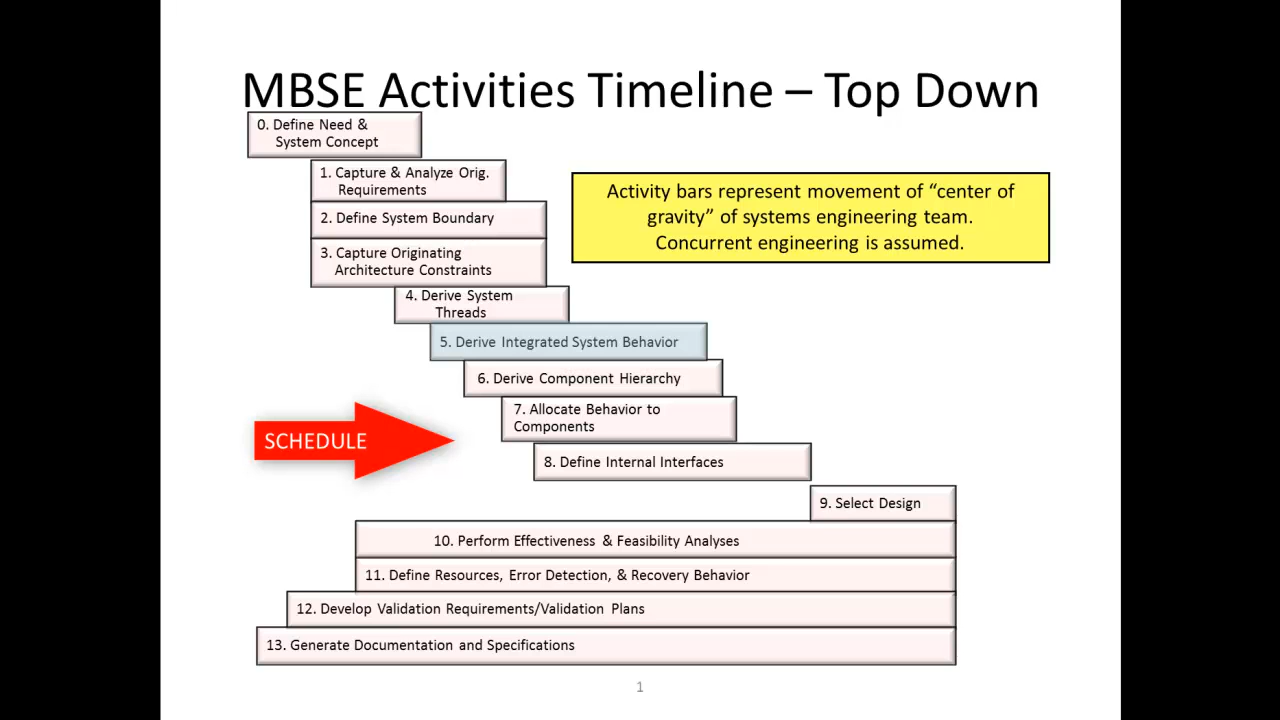 MBSE Activities Timeline – Top Down
0. Define Need &
System Concept
1. Capture & Analyze Orig.
Requirements
2. Define System Boundary
3. Capture Originating
Architecture Constraints
Activity bars represent movement of “center of
gravity” of systems engineering team.
Concurrent engineering is assumed.
4. Derive System
Threads
5. Derive Integrated System Behavior
6. Derive Component Hierarchy
7. Allocate Behavior to
Components
SCHEDULE
8. Define Internal Interfaces
9. Select Design
10. Perform Effectiveness & Feasibility Analyses
11. Define Resources, Error Detection, & Recovery Behavior
12. Develop Validation Requirements/Validation Plans
13. Generate Documentation and Specifications
1